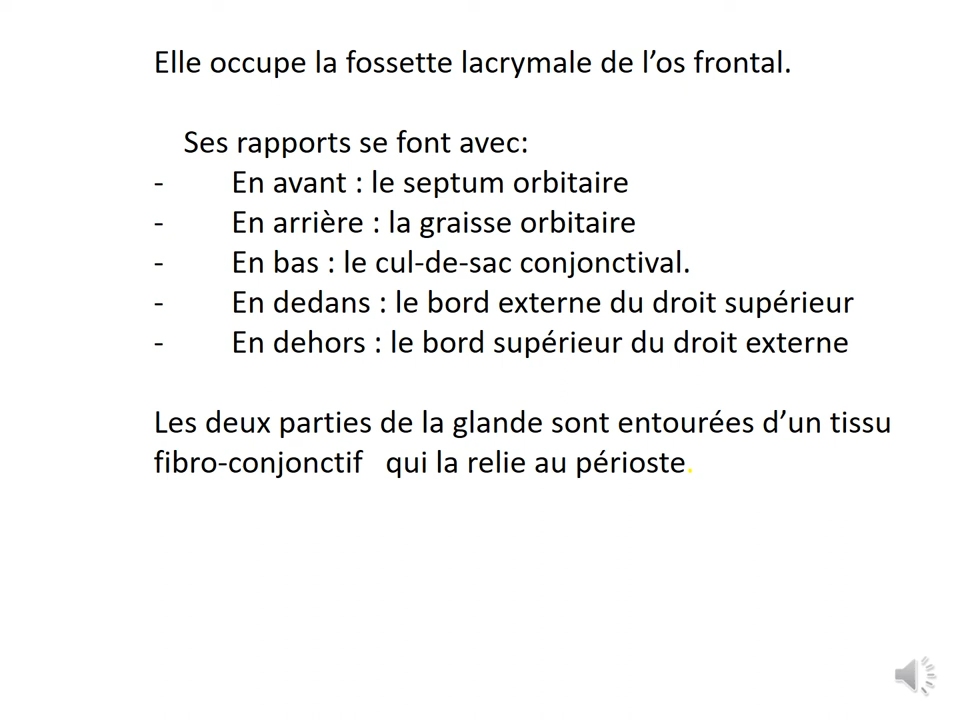 Elle occupe la fossette lacrymale de l’os frontal.
Ses rapports se font avec:
- En avant : le septum orbitaire
- En arrière : la graisse orbitaire
- En bas : le cul-de-sac conjonctival.
- En dedans : le bord externe du droit supérieur
- En dehors : le bord supérieur du droit externe
Les deux parties de la glande sont entourées d’un tissu
fibro-conjonctif qui la relie au périoste.